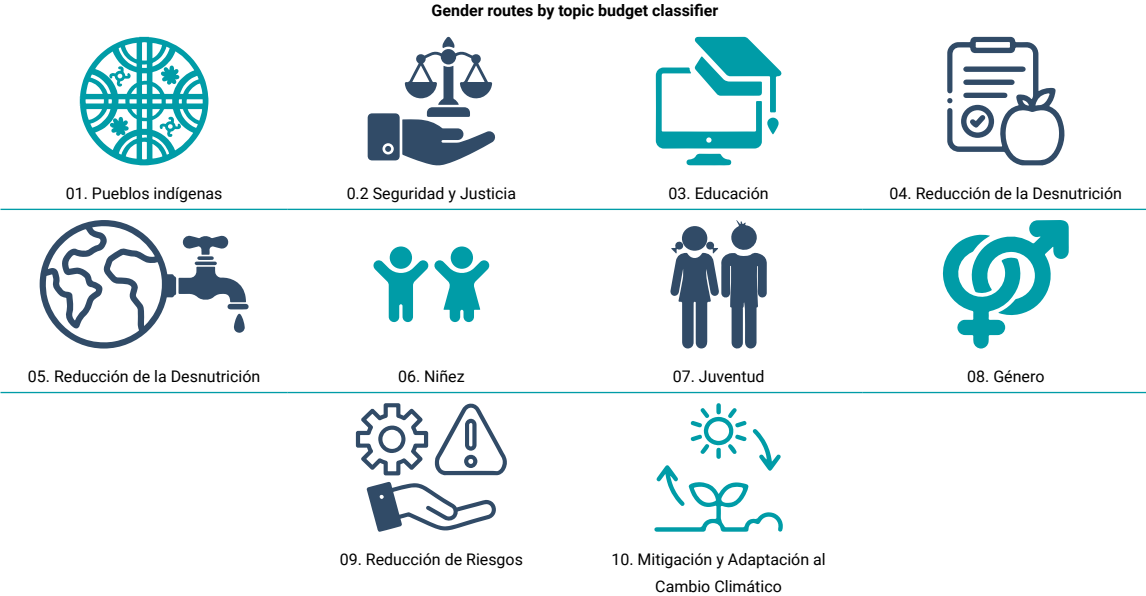 Gender routes by topic budget classifier
01. Pueblos indígenas
0.2 Seguridad y Justicia
03. Educación
04. Reducción de la Desnutrición
05. Reducción de la Desnutrición
06. Niñez
07. Juventud
08. Género
09. Reducción de Riesgos
10. Mitigación y Adaptación al
Cambio Climático